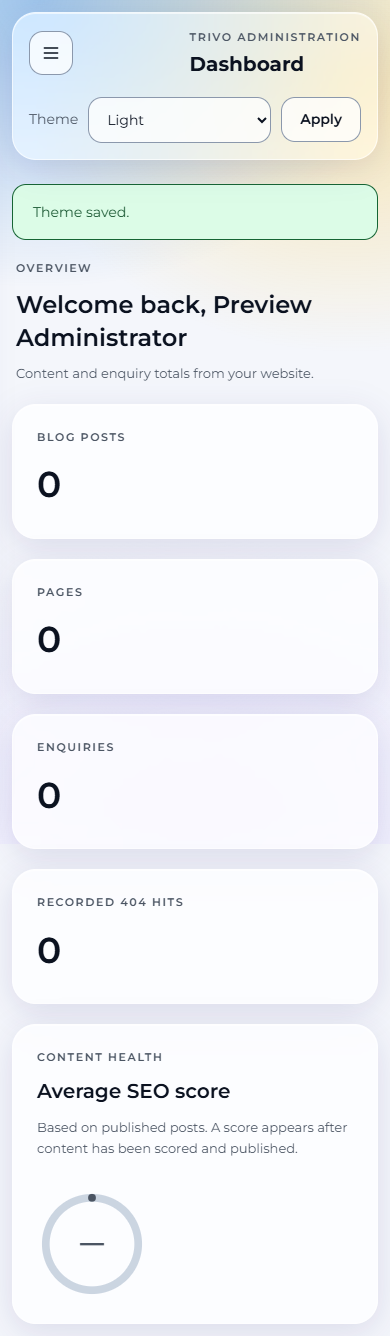 TRIVO ADMINISTRATION
Dashboard
Theme
Light
Apply
Theme saved.
OVERVIEW
Welcome back, Preview
Administrator
Content and enquiry totals from your website.
BLOG POSTS
0
PAGES
0
ENQUIRIES
0
RECORDED 404 HITS
0
CONTENT HEALTH
Average SEO score
Based on published posts. A score appears after
content has been scored and published.
—